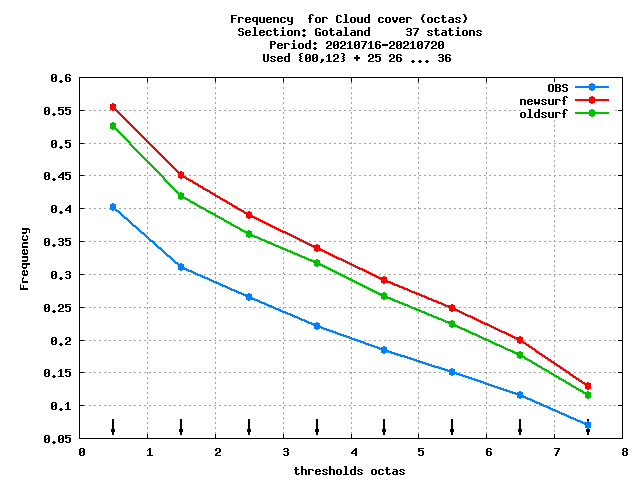 Frequency  for Cloud cover (octas)
Selection: Gotaland     37 stations
Period: 20210716-20210720
Used {00,12} + 25 26 ... 36
OBS
newsurf
oldsurf
Frequency
0.6
0.55
0.5
0.45
0.4
0.35
0.3
0.25
0.2
0.15
0.1
0.05
0 1 2 3 4 5 6 7 8
thresholds octas